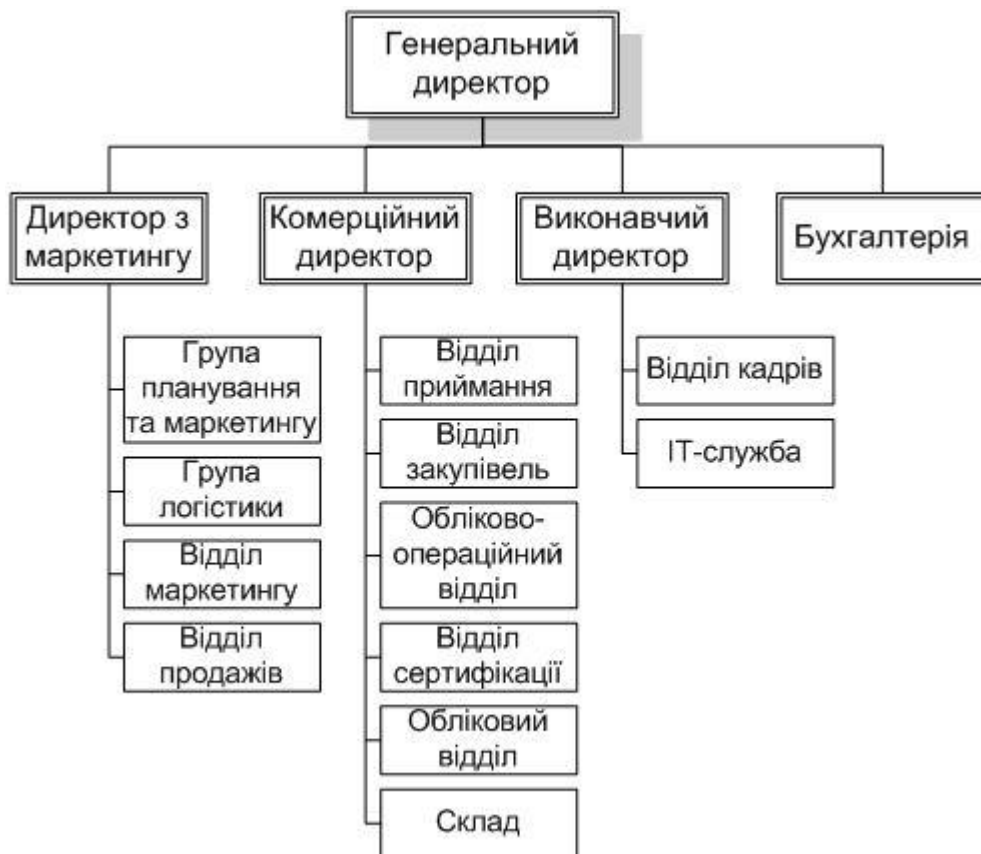 Генеральний
директор
Директор з
маркетингу
Комерційний
директор
Виконавчий
директор
Бухгалтерія
Група
планування
та маркетингу
Група
логістики
Відділ
маркетингу
Відділ
продажів
Відділ
приймання
Відділ
закупівель
Обліково-
операційний
відділ
Відділ
сертифікації
Обліковий
відділ
Склад
Відділ кадрів
ІТ-служба